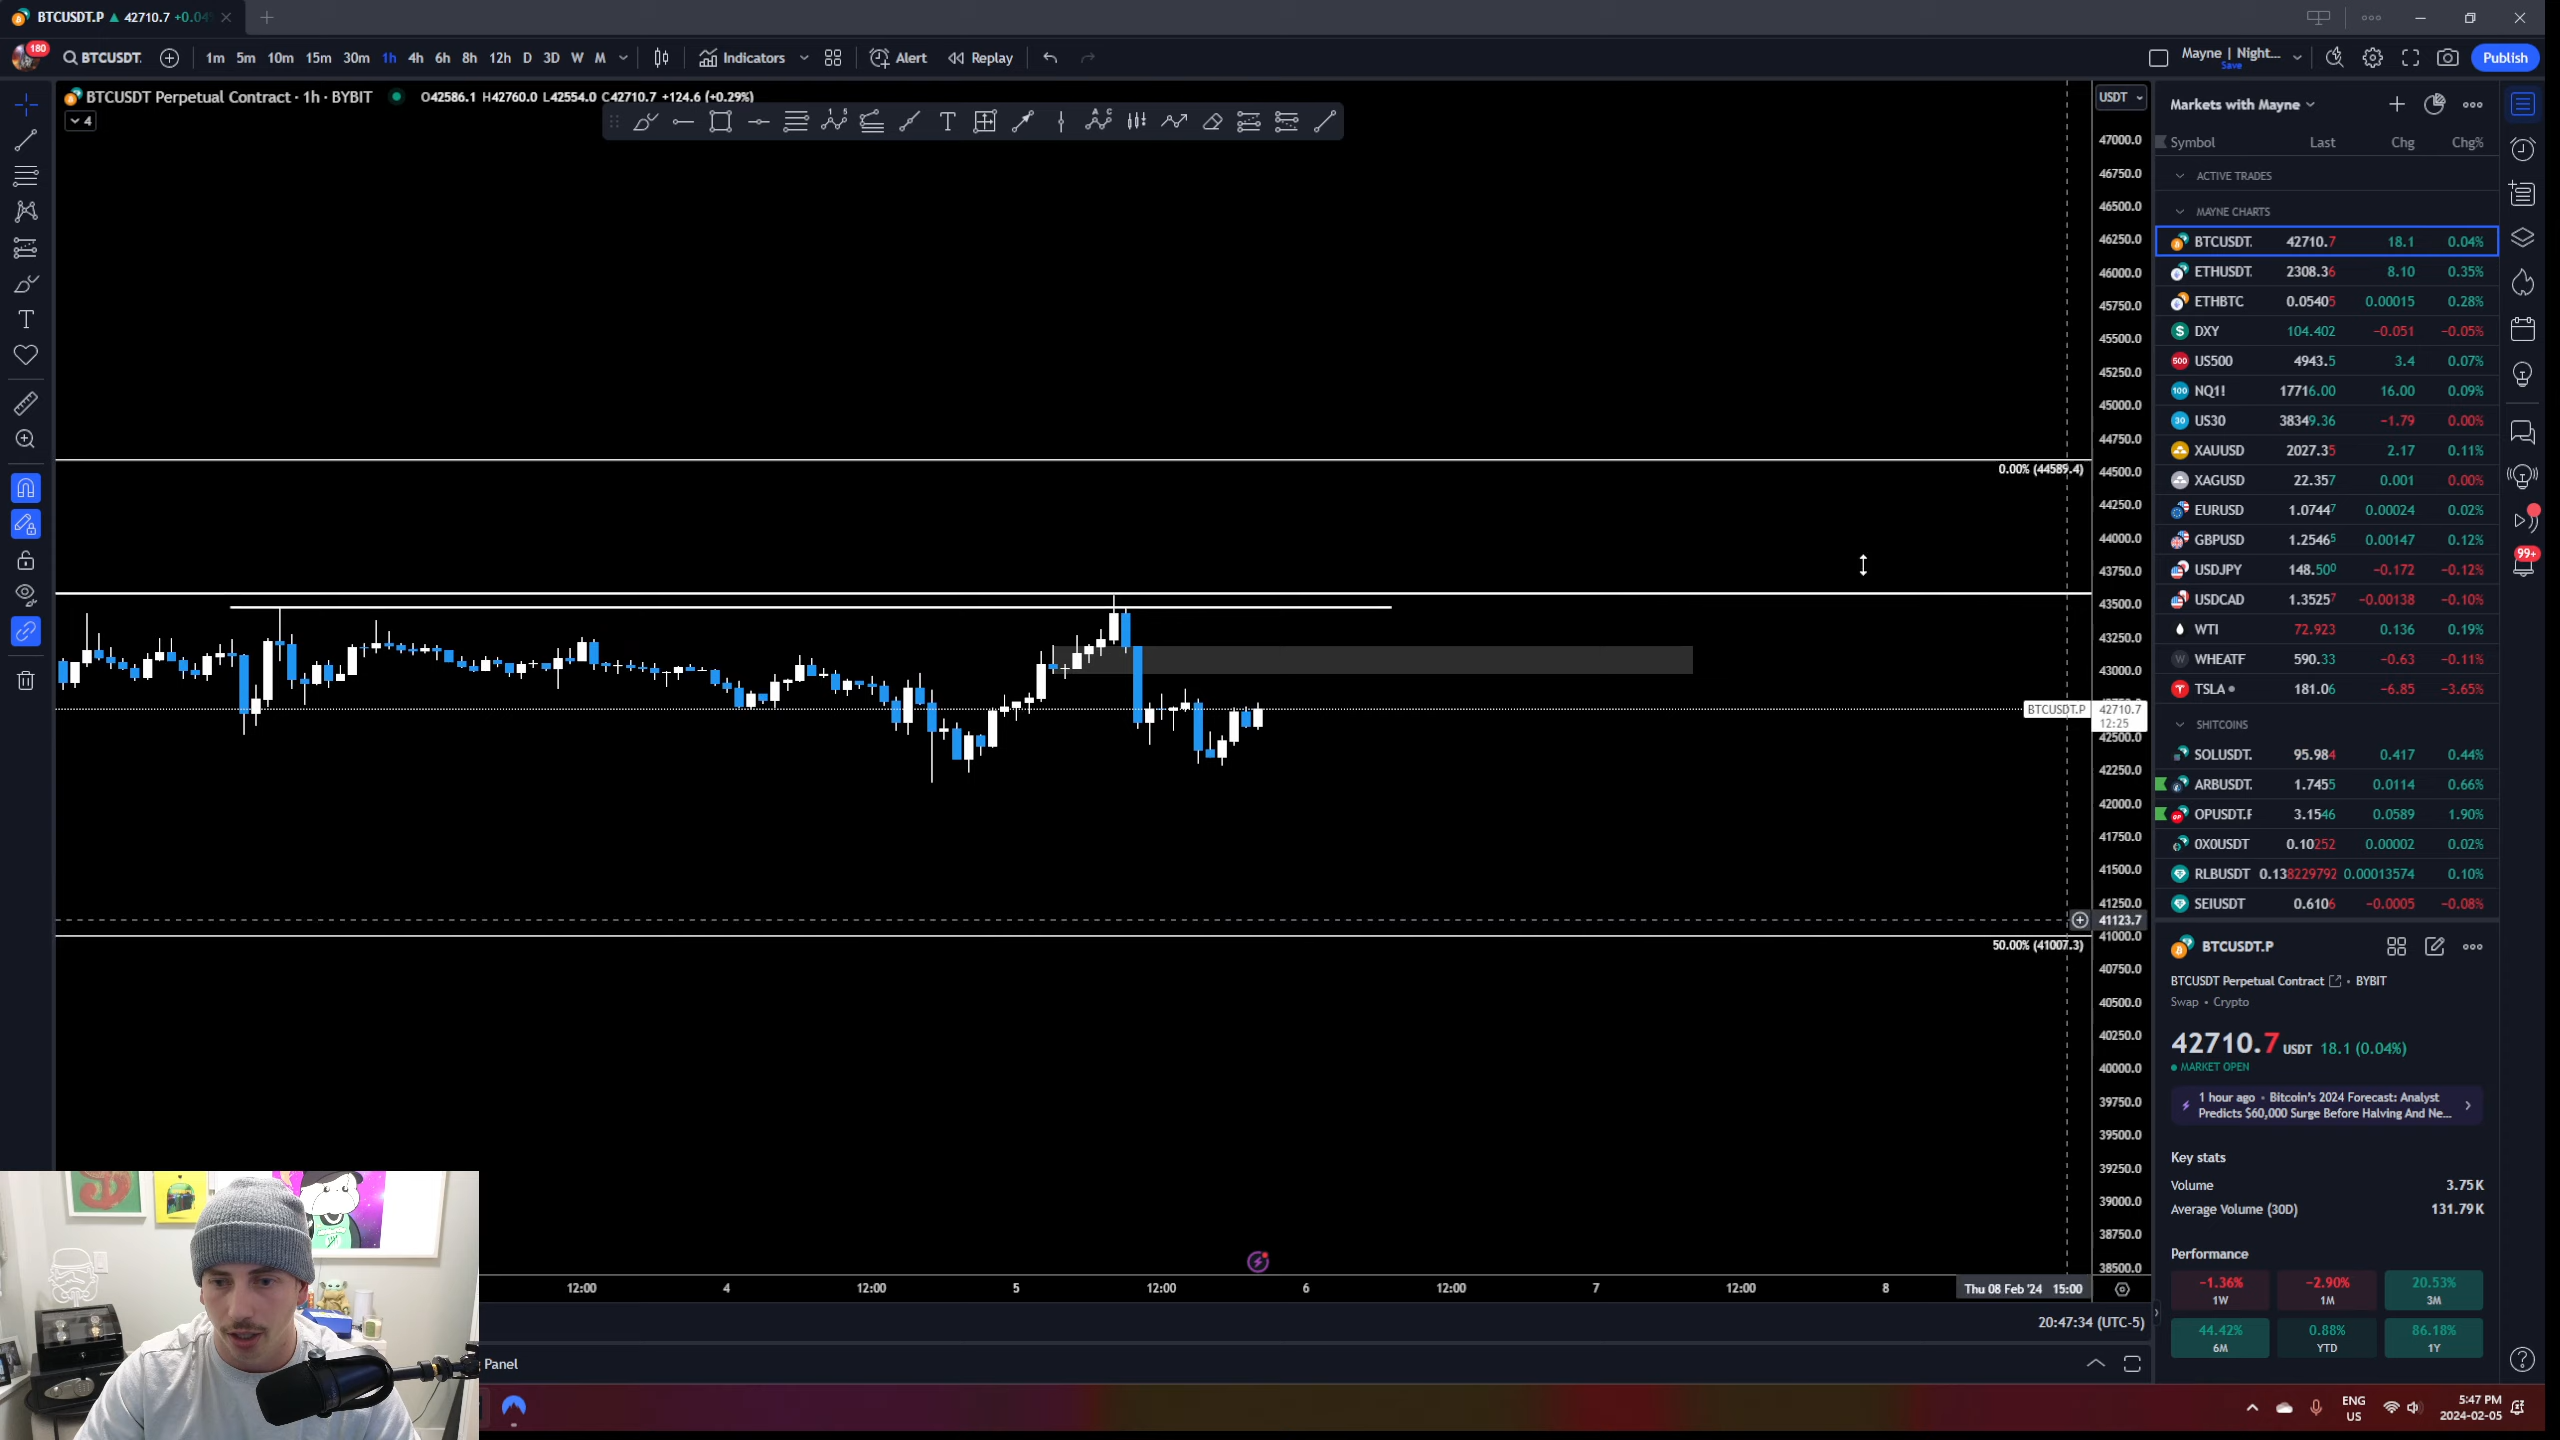 BTCUSDT.P ▲ 42710.7 +0.04
180 BTCUSDT. 1m 5m 10m 15m 30m 1h 4h 6h 8h 12h D 3D W M Indicators Alert Replay Mayne | Night... Save Publish
BTCUSDT Perpetual Contract · 1h · BYBIT O42586.1 H42760.0 L42554.0 C42710.7 +124.6 (+0.29%)
4
USDT
47000.0
46750.0
46500.0
46250.0
46000.0
45750.0
45500.0
45250.0
45000.0
44750.0
0.00% (44589.4)
44500.0
44250.0
44000.0
43750.0
43500.0
43250.0
43000.0
BTCUSDT.P 42710.7
12:25
42500.0
42250.0
42000.0
41750.0
41500.0
41250.0
41123.7
41000.0
50.00% (41007.3)
40750.0
40500.0
40250.0
40000.0
39750.0
39500.0
39250.0
39000.0
38750.0
38500.0
12:00 4 12:00 5 12:00 6 12:00 7 12:00 8 Thu 08 Feb '24 15:00
20:47:34 (UTC-5)
Panel
Markets with Mayne
Symbol Last Chg Chg%
ACTIVE TRADES
MAYNE CHARTS
BTCUSDT. 42710.7 18.1 0.04%
ETHUSDT. 2308.36 8.10 0.35%
ETHBTC 0.05405 0.00015 0.28%
DXY 104.402 −0.051 −0.05%
US500 4943.5 3.4 0.07%
NQ1! 17716.00 16.00 0.09%
US30 38349.36 −1.79 0.00%
XAUUSD 2027.35 2.17 0.11%
XAGUSD 22.357 0.001 0.00%
EURUSD 1.07447 0.00024 0.02%
GBPUSD 1.25465 0.00147 0.12%
USDJPY 148.500 −0.172 −0.12%
USDCAD 1.35257 −0.00138 −0.10%
WTI 72.923 0.136 0.19%
WHEATF 590.33 −0.63 −0.11%
TSLA 181.06 −6.85 −3.65%
SHITCOINS
SOLUSDT. 95.984 0.417 0.44%
ARBUSDT. 1.7455 0.0114 0.66%
OPUSDT.F 3.1546 0.0589 1.90%
0X0USDT 0.10252 0.00002 0.02%
RLBUSDT 0.138229792 0.00013574 0.10%
SEIUSDT 0.6106 −0.0005 −0.08%
BTCUSDT.P
BTCUSDT Perpetual Contract • BYBIT
Swap • Crypto
42710.7 USDT 18.1 (0.04%)
MARKET OPEN
1 hour ago • Bitcoin's 2024 Forecast: Analyst
Predicts $60,000 Surge Before Halving And Ne...
Key stats
Volume 3.75K
Average Volume (30D) 131.79K
Performance
−1.36% −2.90% 20.53%
1W 1M 3M
44.42% 0.88% 86.18%
6M YTD 1Y
99+
ENG
US
5:47 PM
2024-02-05